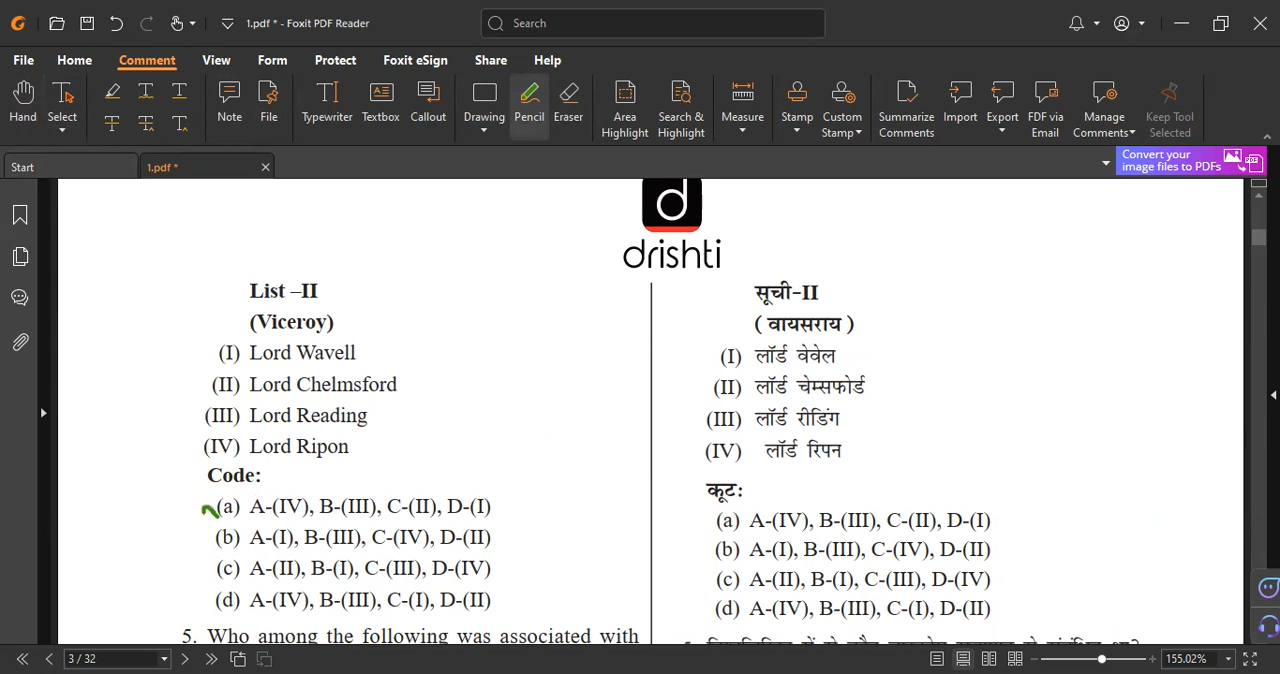 1.pdf * - Foxit PDF Reader
Search
File Home Comment View Form Protect Foxit eSign Share Help
Hand Select Note File Typewriter Textbox Callout Drawing Pencil Eraser Area Highlight Search & Highlight Measure Stamp Custom Stamp Summarize Comments Import Export FDF via Email Manage Comments Keep Tool Selected
Start 1.pdf *
Convert your
image files to PDFs
PDF
d
drishti
List –II
(Viceroy)
(I) Lord Wavell
(II) Lord Chelmsford
(III) Lord Reading
(IV) Lord Ripon
Code:
(a) A-(IV), B-(III), C-(II), D-(I)
(b) A-(I), B-(III), C-(IV), D-(II)
(c) A-(II), B-(I), C-(III), D-(IV)
(d) A-(IV), B-(III), C-(I), D-(II)
5. Who among the following was associated with
सूची-II
( वायसराय )
(I) लॉर्ड वेवेल
(II) लॉर्ड चेम्सफोर्ड
(III) लॉर्ड रीडिंग
(IV) लॉर्ड रिपन
कूट:
(a) A-(IV), B-(III), C-(II), D-(I)
(b) A-(I), B-(III), C-(IV), D-(II)
(c) A-(II), B-(I), C-(III), D-(IV)
(d) A-(IV), B-(III), C-(I), D-(II)
3 / 32
155.02%